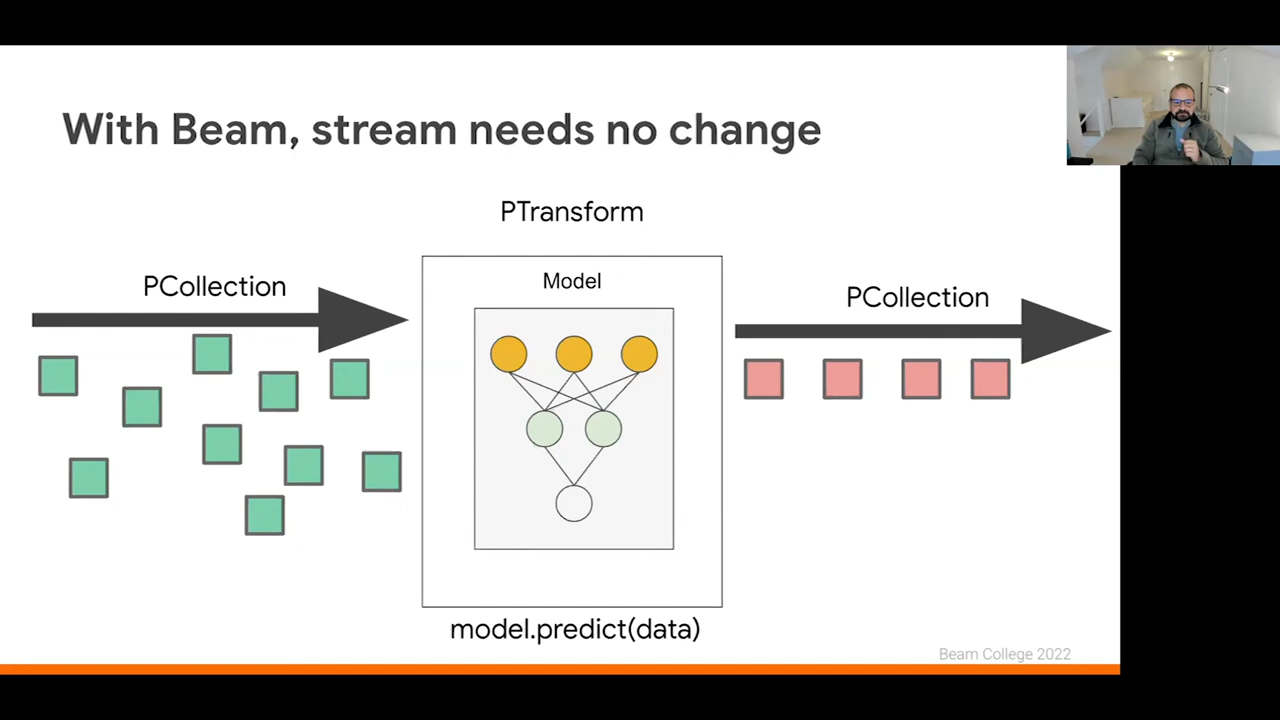 With Beam, stream needs no change
PTransform
PCollection
Model
PCollection
model.predict(data)
Beam College 2022